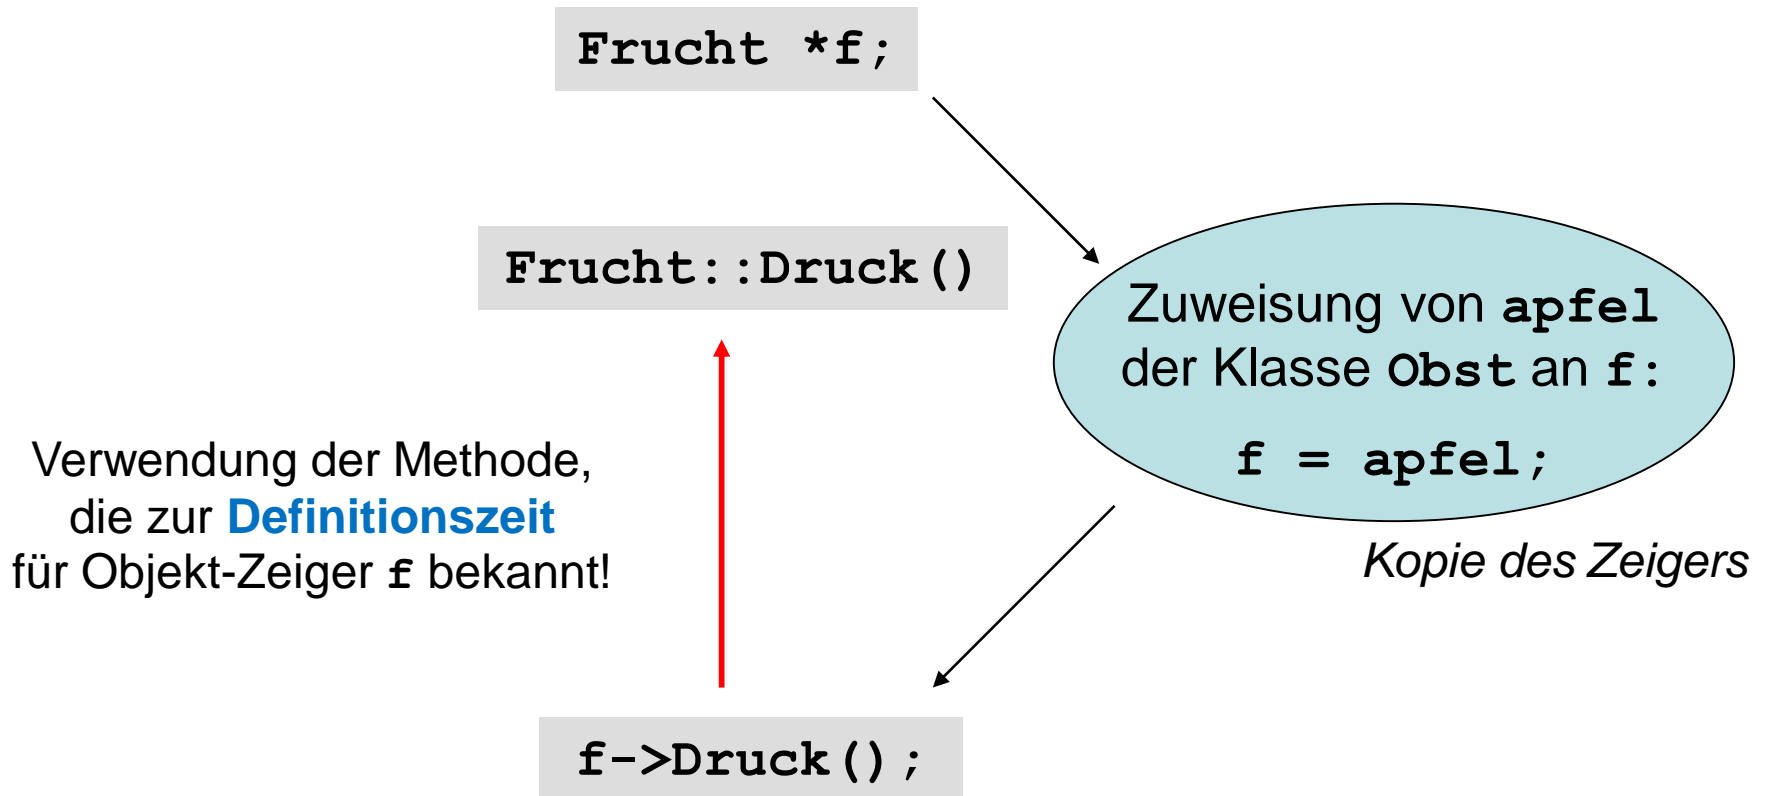 Frucht *f;
Frucht::Druck()
Zuweisung von apfel
der Klasse Obst an f:
f = apfel;
Verwendung der Methode,
die zur Definitionszeit
für Objekt-Zeiger f bekannt!
Kopie des Zeigers
f->Druck();